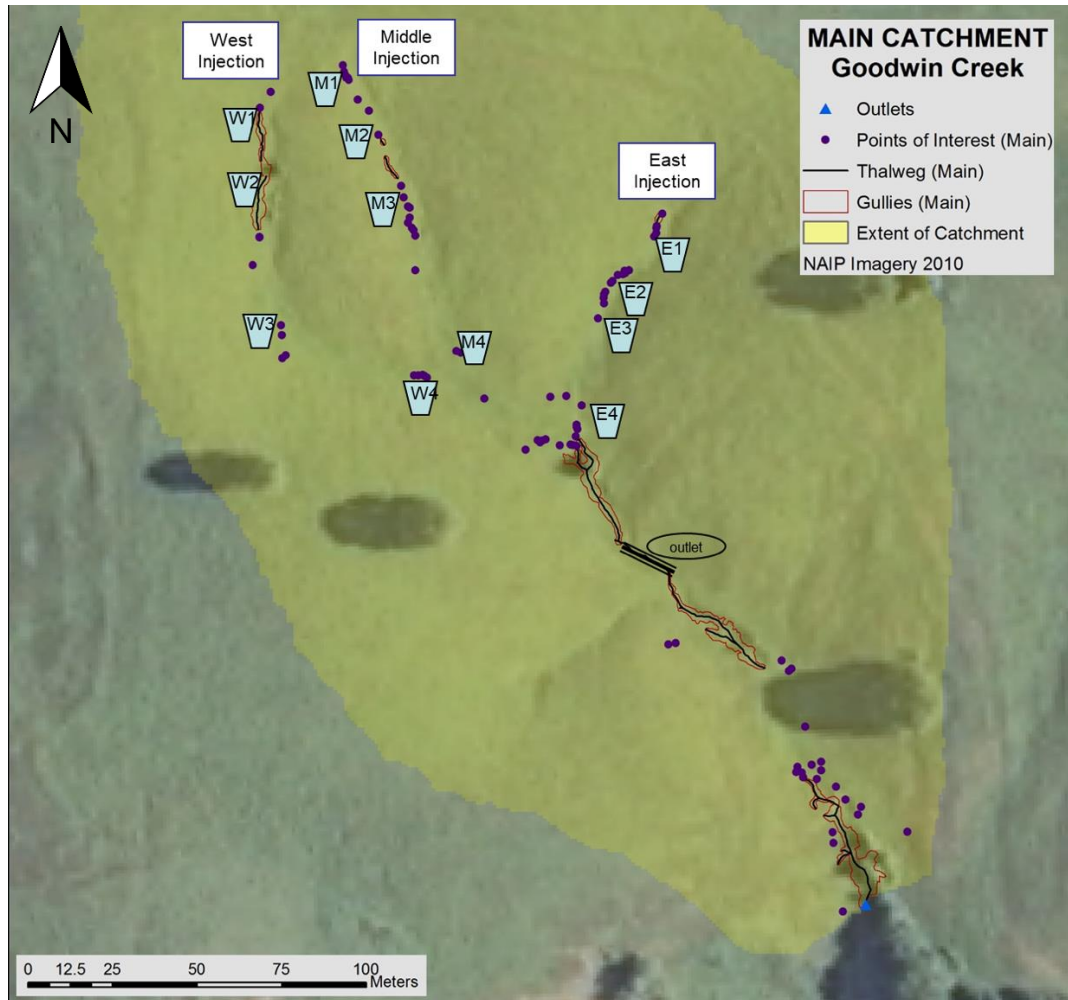 West
Injection
Middle
Injection
MAIN CATCHMENT
Goodwin Creek
Outlets
Points of Interest (Main)
Thalweg (Main)
Gullies (Main)
Extent of Catchment
NAIP Imagery 2010
N
M1
W1
M2
W2
M3
East
Injection
E1
E2
E3
W3
M4
W4
E4
outlet
0 12.5 25 50 75 100
Meters